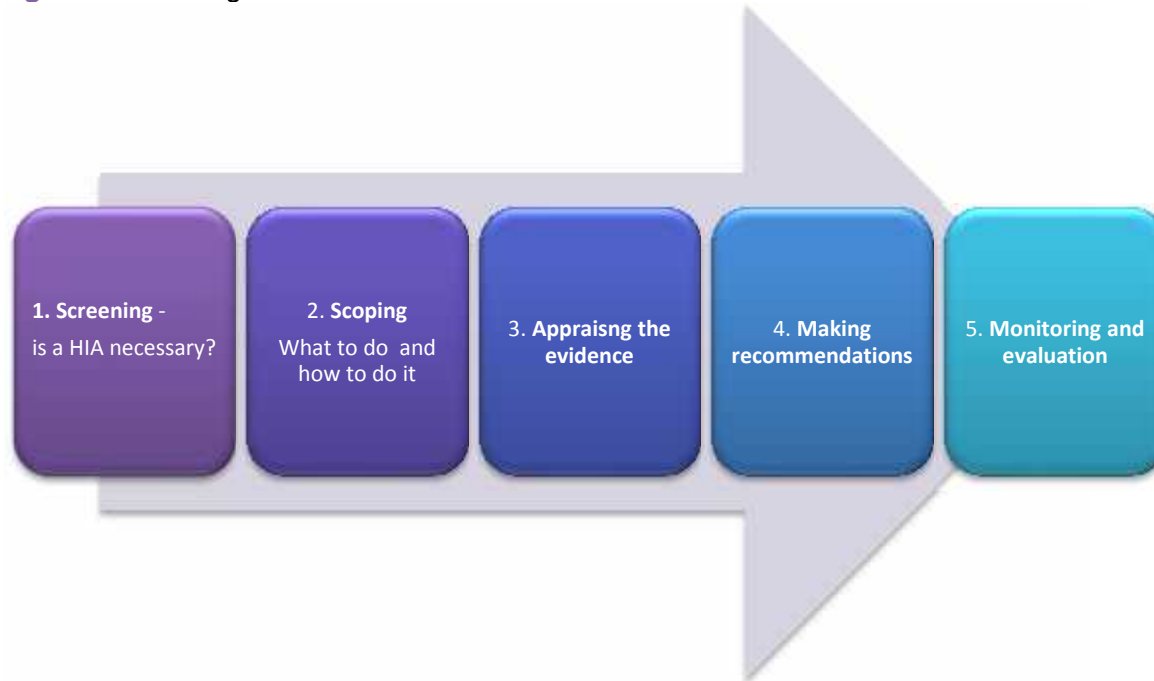 1. Screening -
is a HIA necessary?
2. Scoping
What to do and
how to do it
3. Appraisng the
evidence
4. Making
recommendations
5. Monitoring and
evaluation